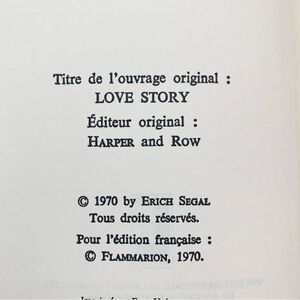 Titre de l'ouvrage original :
LOVE STORY
Éditeur original :
HARPER and ROW
© 1970 by ERICH SEGAL
Tous droits réservés.
Pour l'édition française :
© FLAMMARION, 1970.